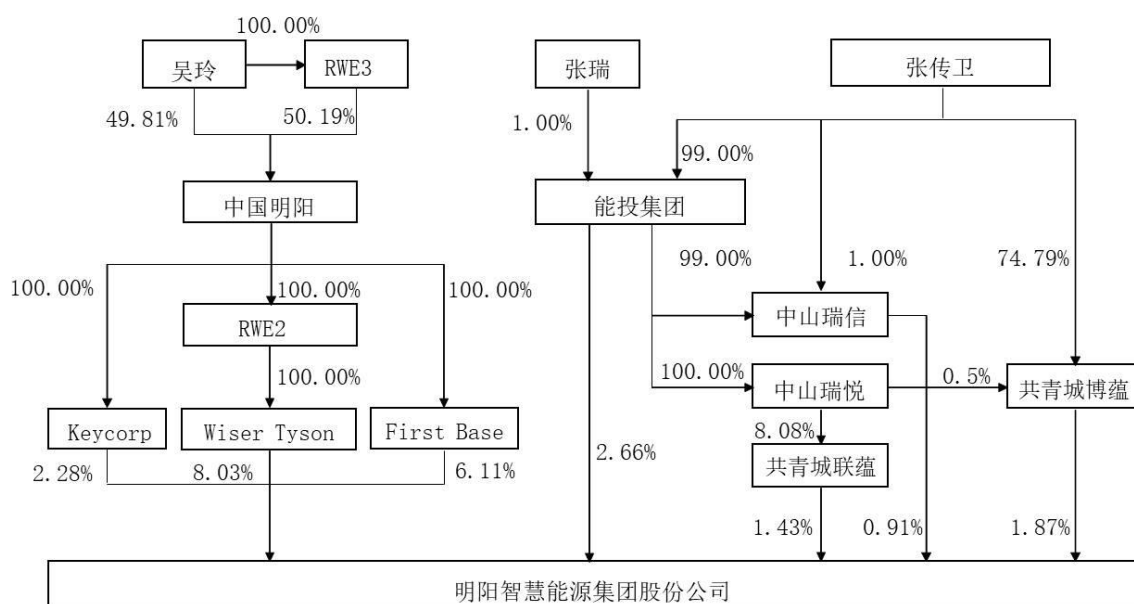 100.00%
吴玲
RWE3
张瑞
张传卫
49.81%
50.19%
1.00%
99.00%
中国明阳
能投集团
100.00%
100.00%
100.00%
99.00%
1.00%
74.79%
RWE2
中山瑞信
100.00%
100.00%
中山瑞悦
0.5%
共青城博蕴
Keycorp
Wiser Tyson
First Base
8.08%
共青城联蕴
2.28%
8.03%
6.11%
2.66%
1.43%
0.91%
1.87%
明阳智慧能源集团股份公司